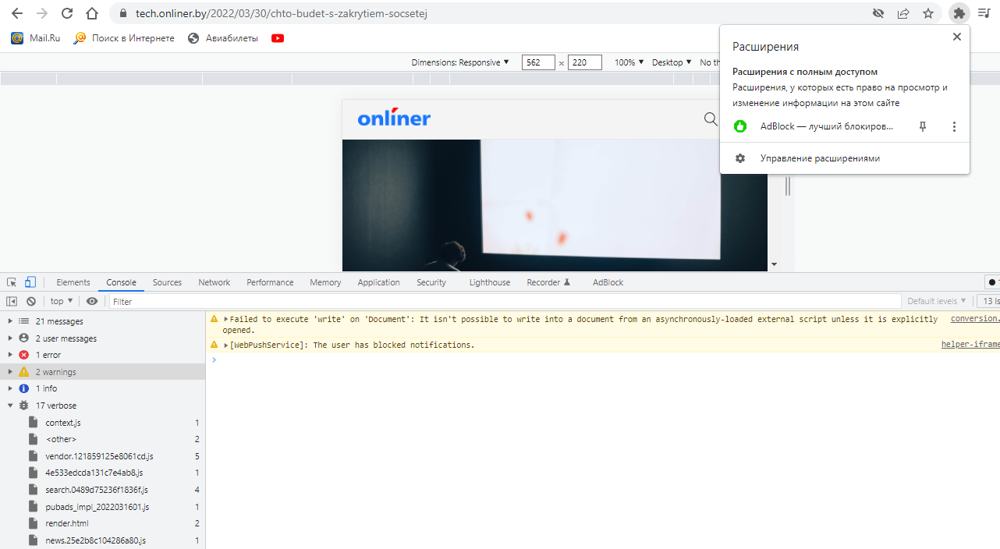 tech.onliner.by/2022/03/30/chto-budet-s-zakrytiem-socsetej
Mail.Ru Поиск в Интернете Авиабилеты
Расширения
Расширения с полным доступом
Расширения, у которых есть право на просмотр и
изменение информации на этом сайте
AdBlock — лучший блокиров...
Управление расширениями
Dimensions: Responsive ▼ 562 × 220 100% ▼ Desktop ▼ No th
onlíner
Elements Console Sources Network Performance Memory Application Security Lighthouse Recorder AdBlock
top ▼ Filter Default levels ▼ 13 Is
21 messages
2 user messages
1 error
2 warnings
1 info
17 verbose
context.js 1
<other> 2
vendor.121859125e8061cd.js 5
4e533edcda131c7e4ab8.js 1
search.0489d75236f1836f.js 4
pubads_impl_2022031601.js 1
render.html 2
news.25e2b8c104286a80.js 1
Failed to execute 'write' on 'Document': It isn't possible to write into a document from an asynchronously-loaded external script unless it is explicitly conversion.
opened.
[WebPushService]: The user has blocked notifications. helper-iframe